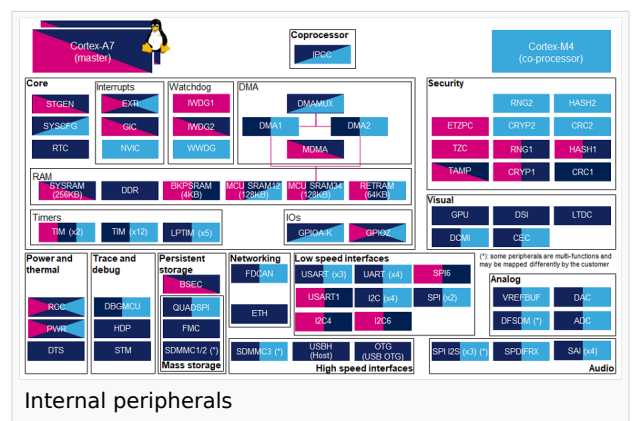 Cortex-A7
(master)
Coprocessor
IPCC
Cortex-M4
(co-processor)
Core
STGEN
SYSCFG
RTC
Interrupts
EXTI
GIC
NVIC
Watchdog
IWDG1
IWDG2
WWDG
DMA
DMAMUX
DMA1
DMA2
MDMA
Security
RNG2
HASH2
ETZPC
CRYP2
CRC2
TZC
RNG1
HASH1
TAMP
CRYP1
CRC1
RAM
SYSRAM
(256KB)
DDR
BKPSRAM
(4KB)
MCU SRAM12
(128KB)
MCU SRAM34
(128KB)
RETRAM
(64KB)
Timers
TIM (x2)
TIM (x12)
LPTIM (x5)
IOs
GPIOA-K
GPIOZ
Visual
GPU
DSI
LTDC
DCMI
CEC
(*): some peripherals are multi-functions and
may be mapped differently by the customer
Power and
thermal
RCC
PWR
DTS
Trace and
debug
DBGMCU
HDP
STM
Persistent
storage
BSEC
QUADSPI
FMC
SDMMC1/2 (*)
Mass storage
Networking
FDCAN
ETH
Low speed interfaces
USART (x3)
UART (x4)
SPI6
USART1
I2C (x4)
SPI (x2)
I2C4
I2C6
Analog
VREFBUF
DAC
DFSDM (*)
ADC
SDMMC3 (*)
USBH
(Host)
OTG
(USB OTG)
High speed interfaces
SPI I2S (x3) (*)
SPDIFRX
SAI (x4)
Audio
Internal peripherals